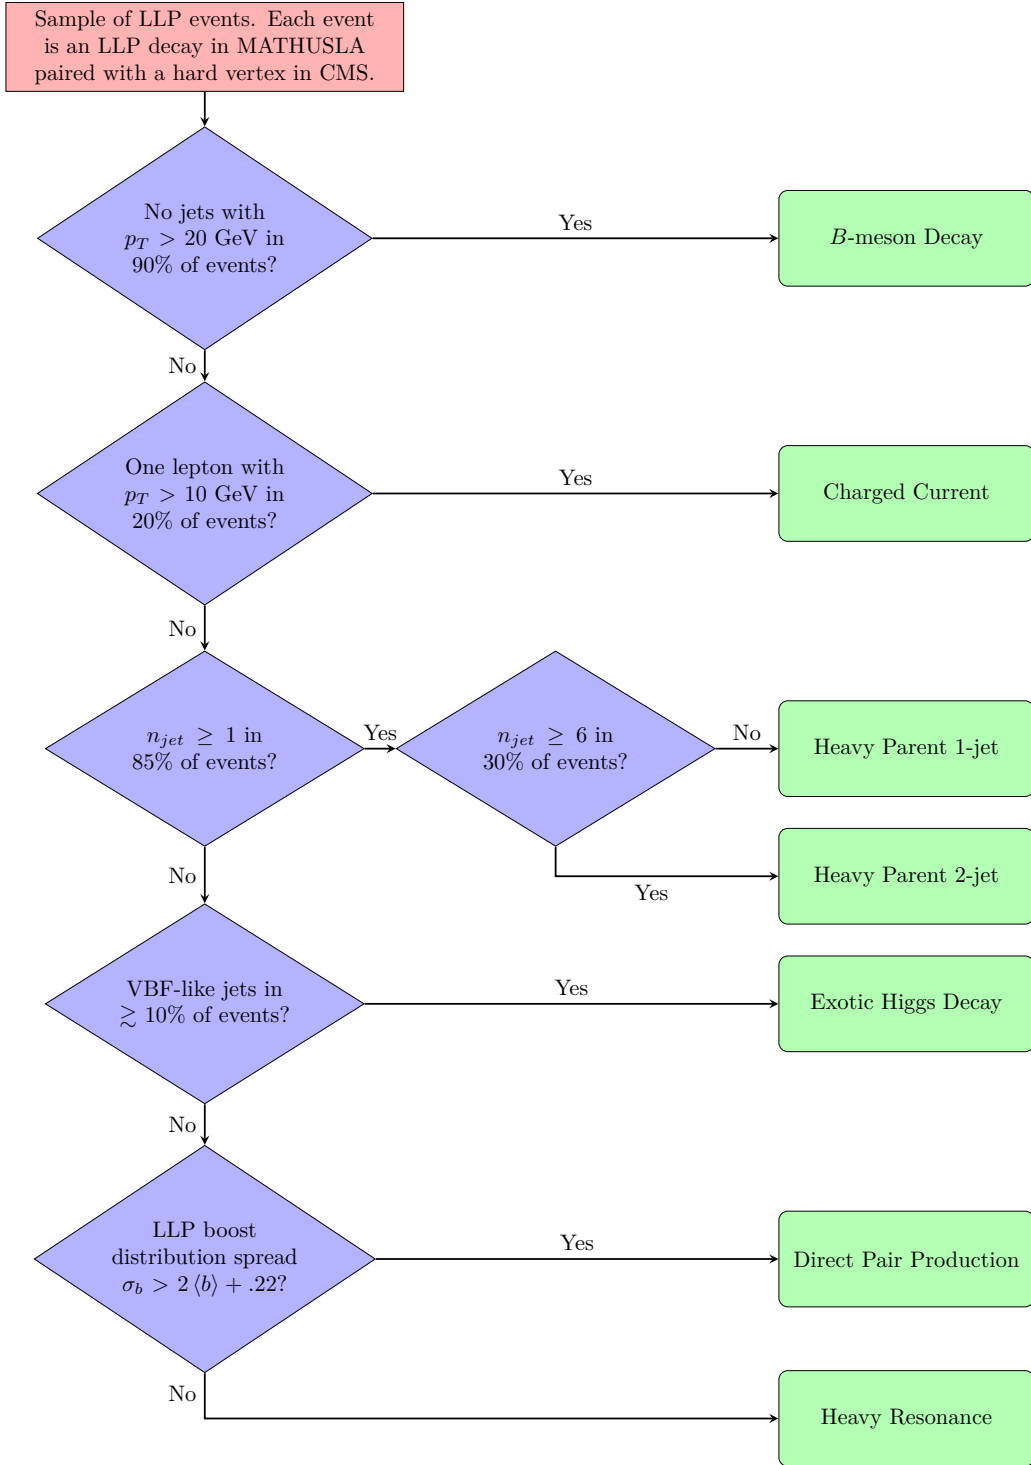 Sample of LLP events. Each event
is an LLP decay in MATHUSLA
paired with a hard vertex in CMS.
No jets with
p_T > 20 GeV in
90% of events?
Yes
B-meson Decay
No
One lepton with
p_T > 10 GeV in
20% of events?
Yes
Charged Current
No
n_{jet} ≥ 1 in
85% of events?
Yes
n_{jet} ≥ 6 in
30% of events?
No
Heavy Parent 1-jet
Yes
Heavy Parent 2-jet
No
VBF-like jets in
≳ 10% of events?
Yes
Exotic Higgs Decay
No
LLP boost
distribution spread
σ_b > 2 ⟨b⟩ + .22?
Yes
Direct Pair Production
No
Heavy Resonance